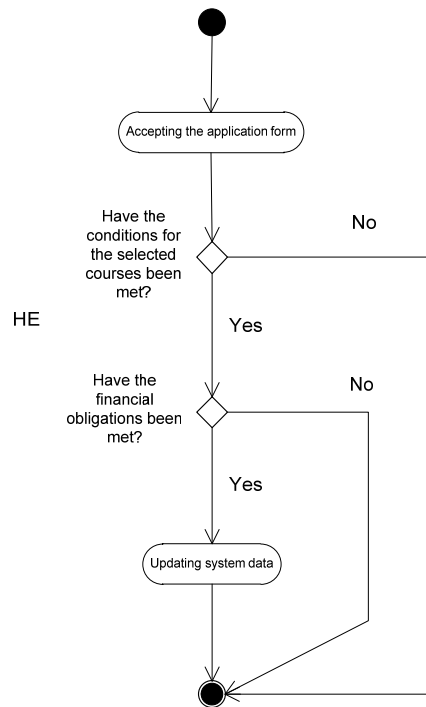 Accepting the application form
Have the
conditions for
the selected
courses been
met?
No
HE
Yes
Have the
financial
obligations been
met?
No
Yes
Updating system data